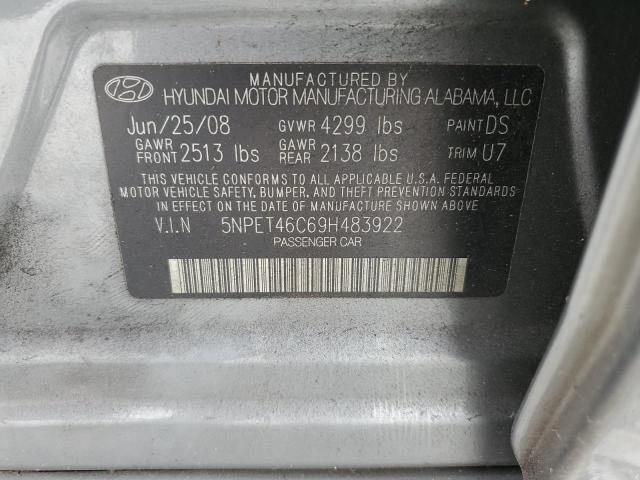 MANUFACTURED BY
HYUNDAI MOTOR MANUFACTURING ALABAMA, LLC
Jun/25/08 GVWR 4299 lbs PAINT DS
GAWR FRONT 2513 lbs GAWR REAR 2138 lbs TRIM U7
THIS VEHICLE CONFORMS TO ALL APPLICABLE U.S.A. FEDERAL
MOTOR VEHICLE SAFETY, BUMPER, AND THEFT PREVENTION STANDARDS
IN EFFECT ON THE DATE OF MANUFACTURE SHOWN ABOVE
V.I.N 5NPET46C69H483922
PASSENGER CAR